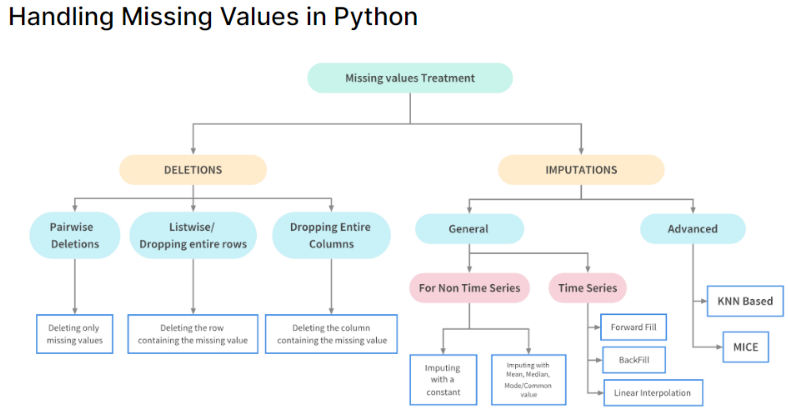 Handling Missing Values in Python
Missing values Treatment
DELETIONS
IMPUTATIONS
Pairwise
Deletions
Listwise/
Dropping entire rows
Dropping Entire
Columns
General
Advanced
For Non Time Series
Time Series
KNN Based
MICE
Deleting only
missing values
Deleting the row
containing the missing value
Deleting the column
containing the missing value
Imputing
with a
constant
Imputing with
Mean, Median,
Mode/Common
value
Forward Fill
BackFill
Linear Interpolation